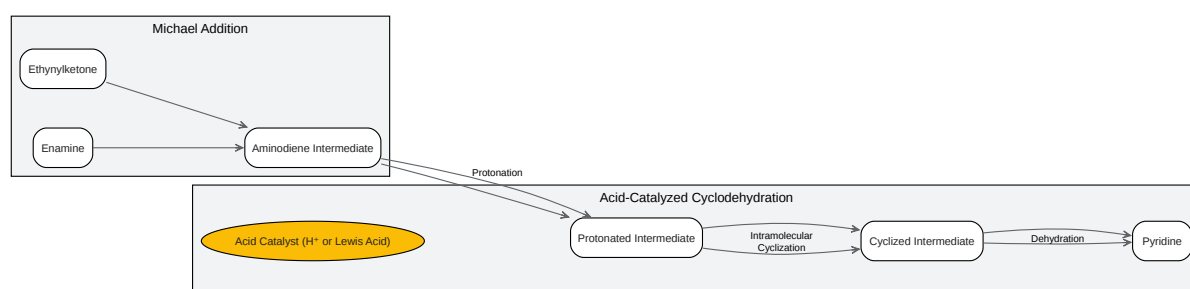 Michael Addition
Ethynylketone
Enamine
Aminodiene Intermediate
Protonation
Acid-Catalyzed Cyclodehydration
Acid Catalyst (H⁺ or Lewis Acid)
Protonated Intermediate
Intramolecular
Cyclization
Cyclized Intermediate
Dehydration
Pyridine